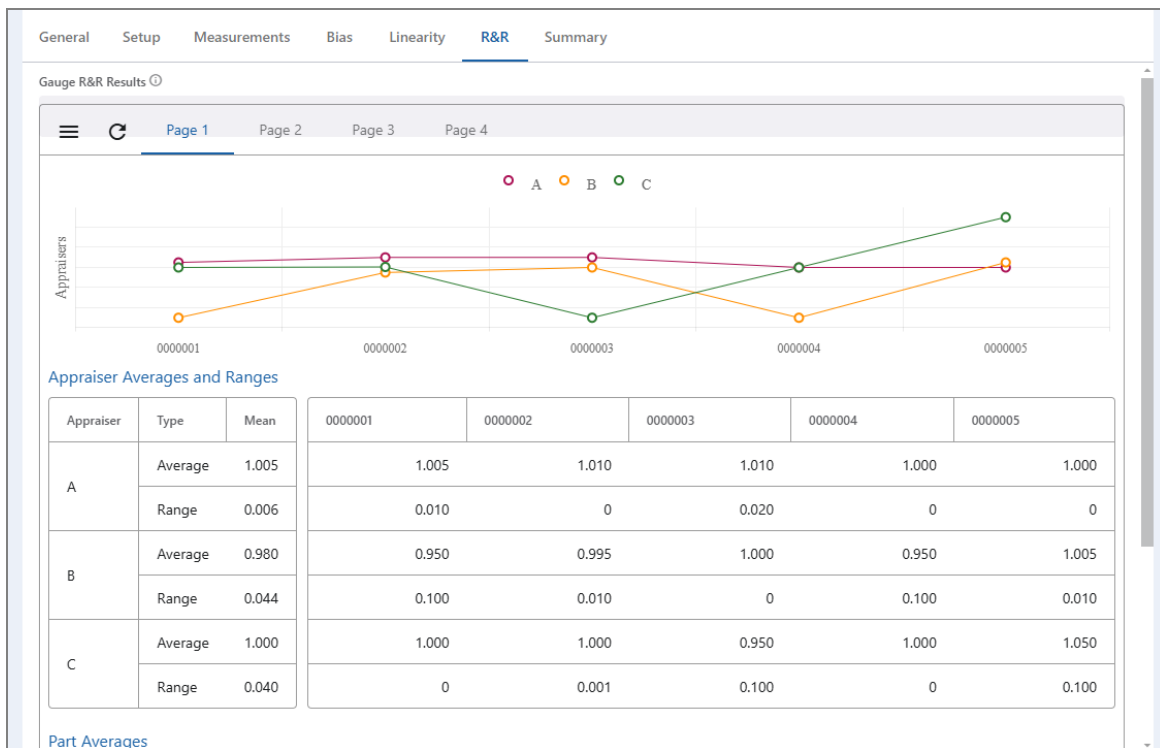 General Setup Measurements Bias Linearity R&R Summary
Gauge R&R Results
Page 1 Page 2 Page 3 Page 4
A B C
Appraisers
0000001 0000002 0000003 0000004 0000005
Appraiser Averages and Ranges
Appraiser Type Mean 0000001 0000002 0000003 0000004 0000005
A
Average 1.005 1.005 1.010 1.010 1.000 1.000
Range 0.006 0.010 0 0.020 0 0
B
Average 0.980 0.950 0.995 1.000 0.950 1.005
Range 0.044 0.100 0.010 0 0.100 0.010
C
Average 1.000 1.000 1.000 0.950 1.000 1.050
Range 0.040 0 0.001 0.100 0 0.100
Part Averages